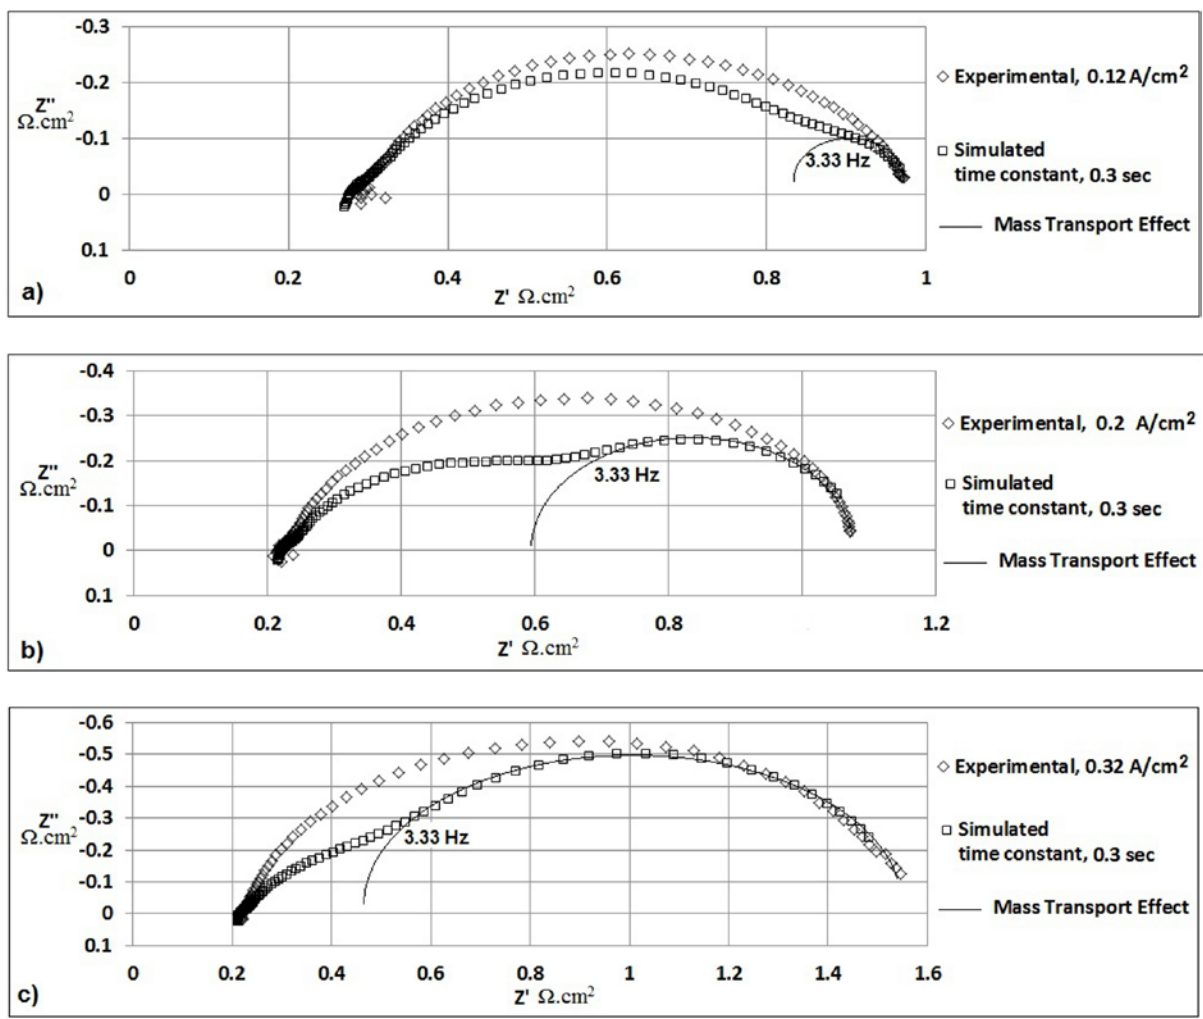 -0.3
Z''
-0.2
Ω.cm²
-0.1
0
0.1
0
0.2
0.4
0.6
0.8
1
3.33 Hz
Experimental, 0.12 A/cm²
Simulated
time constant, 0.3 sec
Mass Transport Effect
a)
Z' Ω.cm²
-0.4
-0.3
Z''
-0.2
Ω.cm²
-0.1
0
0.1
0
0.2
0.4
0.6
0.8
1.2
3.33 Hz
Experimental, 0.2 A/cm²
Simulated
time constant, 0.3 sec
Mass Transport Effect
b)
Z' Ω.cm²
-0.6
-0.5
-0.4
-0.3
Z''
Ω.cm²
-0.2
-0.1
0
0.1
0
0.2
0.4
0.6
0.8
1
1.2
1.4
1.6
3.33 Hz
Experimental, 0.32 A/cm²
Simulated
time constant, 0.3 sec
Mass Transport Effect
c)
Z' Ω.cm²